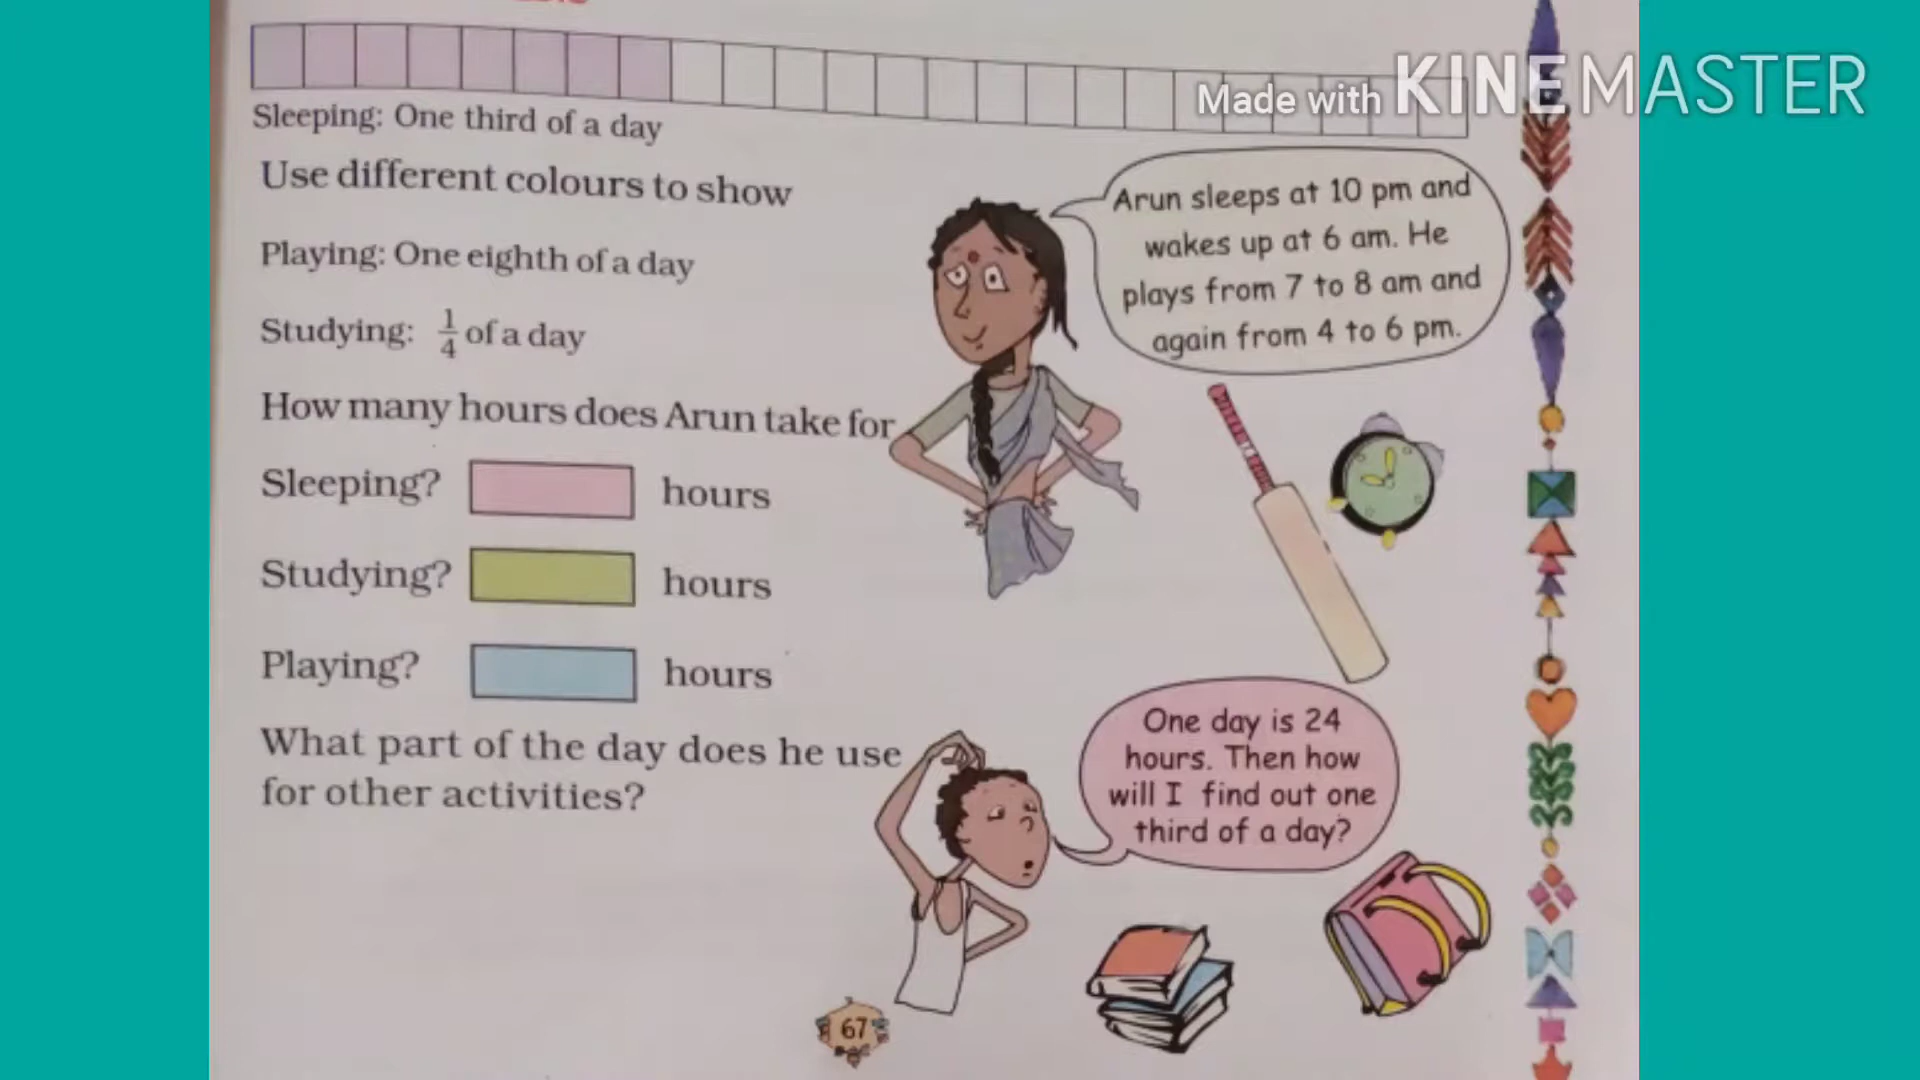 Made with KINEMASTER
Sleeping: One third of a day
Use different colours to show
Playing: One eighth of a day
Studying: 1/4 of a day
How many hours does Arun take for
Sleeping? hours
Studying? hours
Playing? hours
What part of the day does he use
for other activities?
Arun sleeps at 10 pm and
wakes up at 6 am. He
plays from 7 to 8 am and
again from 4 to 6 pm.
One day is 24
hours. Then how
will I find out one
third of a day?
67